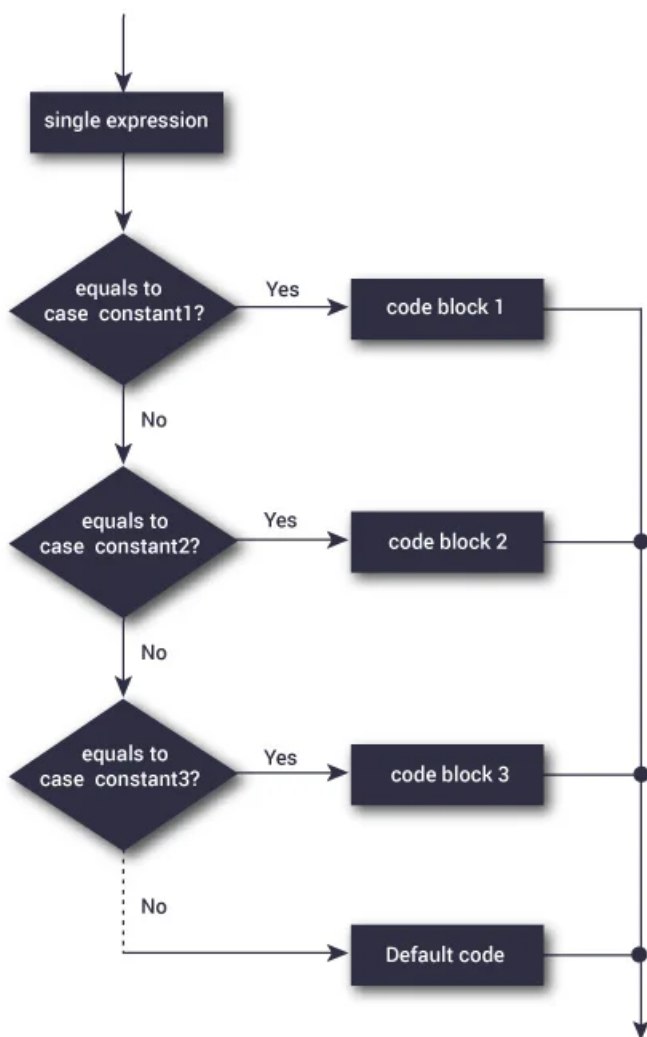 single expression
equals to
case constant1?
Yes
code block 1
No
equals to
case constant2?
Yes
code block 2
No
equals to
case constant3?
Yes
code block 3
No
Default code